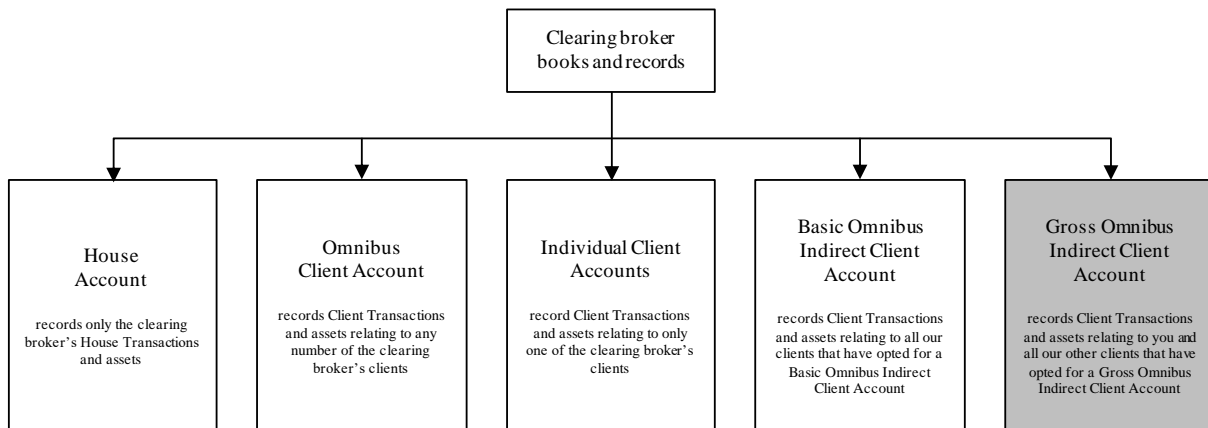 Clearing broker
books and records
House
Account
records only the clearing
broker's House Transactions
and assets
Omnibus
Client Account
records Client Transactions
and assets relating to any
number of the clearing
broker's clients
Individual Client
Accounts
record Client Transactions
and assets relating to only
one of the clearing broker's
clients
Basic Omnibus
Indirect Client
Account
records Client Transactions
and assets relating to all our
clients that have opted for a
Basic Omnibus Indirect
Client Account
Gross Omnibus
Indirect Client
Account
records Client Transactions
and assets relating to you and
all our other clients that have
opted for a Gross Omnibus
Indirect Client Account